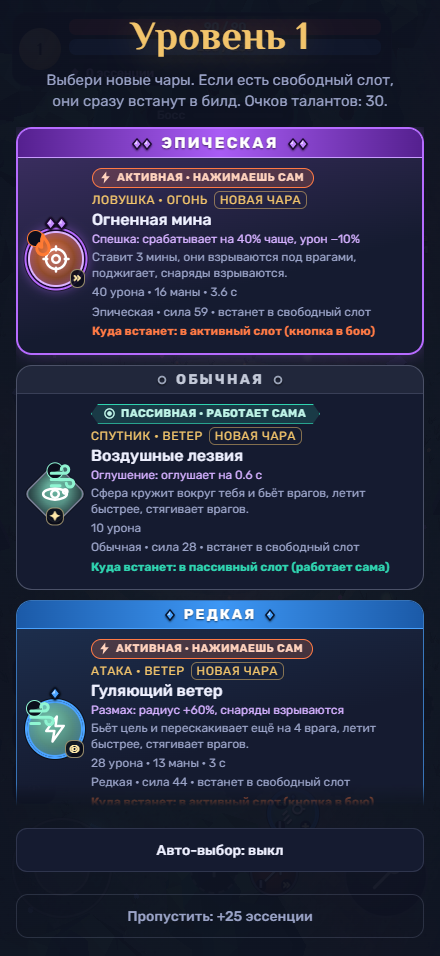 Уровень 1
Выбери новые чары. Если есть свободный слот,
они сразу встанут в билд. Очков талантов: 30.
ЭПИЧЕСКАЯ
АКТИВНАЯ • НАЖИМАЕШЬ САМ
ЛОВУШКА • ОГОНЬ НОВАЯ ЧАРА
Огненная мина
Спешка: срабатывает на 40% чаще, урон −10%
Ставит 3 мины, они взрываются под врагами,
поджигает, снаряды взрываются.
40 урона • 16 маны • 3.6 с
Эпическая • сила 59 • встанет в свободный слот
Куда встанет: в активный слот (кнопка в бою)
ОБЫЧНАЯ
ПАССИВНАЯ • РАБОТАЕТ САМА
СПУТНИК • ВЕТЕР НОВАЯ ЧАРА
Воздушные лезвия
Оглушение: оглушает на 0.6 с
Сфера кружит вокруг тебя и бьёт врагов, летит
быстрее, стягивает врагов.
10 урона
Обычная • сила 28 • встанет в свободный слот
Куда встанет: в пассивный слот (работает сама)
РЕДКАЯ
АКТИВНАЯ • НАЖИМАЕШЬ САМ
АТАКА • ВЕТЕР НОВАЯ ЧАРА
Гуляющий ветер
Размах: радиус +60%, снаряды взрываются
Бьёт цель и перескакивает ещё на 4 врага, летит
быстрее, стягивает врагов.
28 урона • 13 маны • 3 с
Редкая • сила 44 • встанет в свободный слот
Куда встанет: в активный слот (кнопка в бою)
Авто-выбор: выкл
Пропустить: +25 эссенции